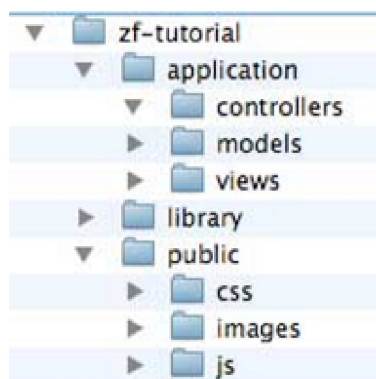 zf-tutorial
application
controllers
models
views
library
public
css
images
js